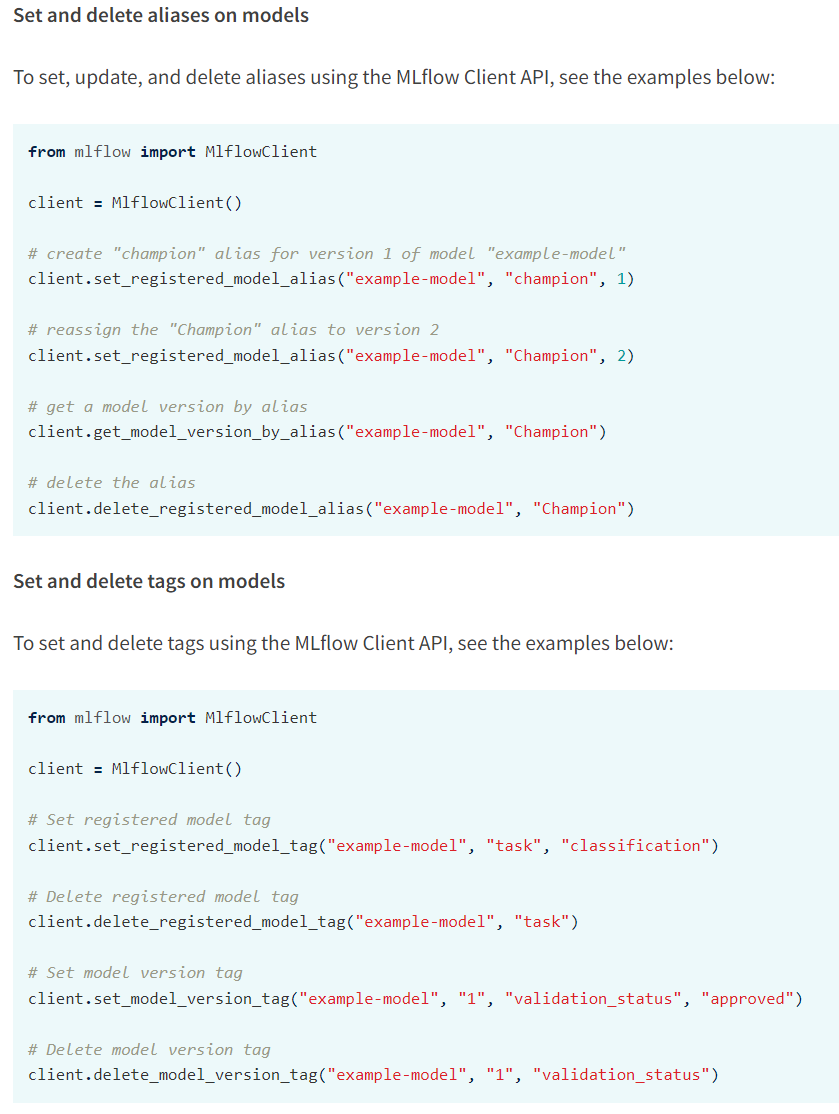 Set and delete aliases on models
To set, update, and delete aliases using the MLflow Client API, see the examples below:
from mlflow import MlflowClient
client = MlflowClient()
# create "champion" alias for version 1 of model "example-model"
client.set_registered_model_alias("example-model", "champion", 1)
# reassign the "Champion" alias to version 2
client.set_registered_model_alias("example-model", "Champion", 2)
# get a model version by alias
client.get_model_version_by_alias("example-model", "Champion")
# delete the alias
client.delete_registered_model_alias("example-model", "Champion")
Set and delete tags on models
To set and delete tags using the MLflow Client API, see the examples below:
from mlflow import MlflowClient
client = MlflowClient()
# Set registered model tag
client.set_registered_model_tag("example-model", "task", "classification")
# Delete registered model tag
client.delete_registered_model_tag("example-model", "task")
# Set model version tag
client.set_model_version_tag("example-model", "1", "validation_status", "approved")
# Delete model version tag
client.delete_model_version_tag("example-model", "1", "validation_status")